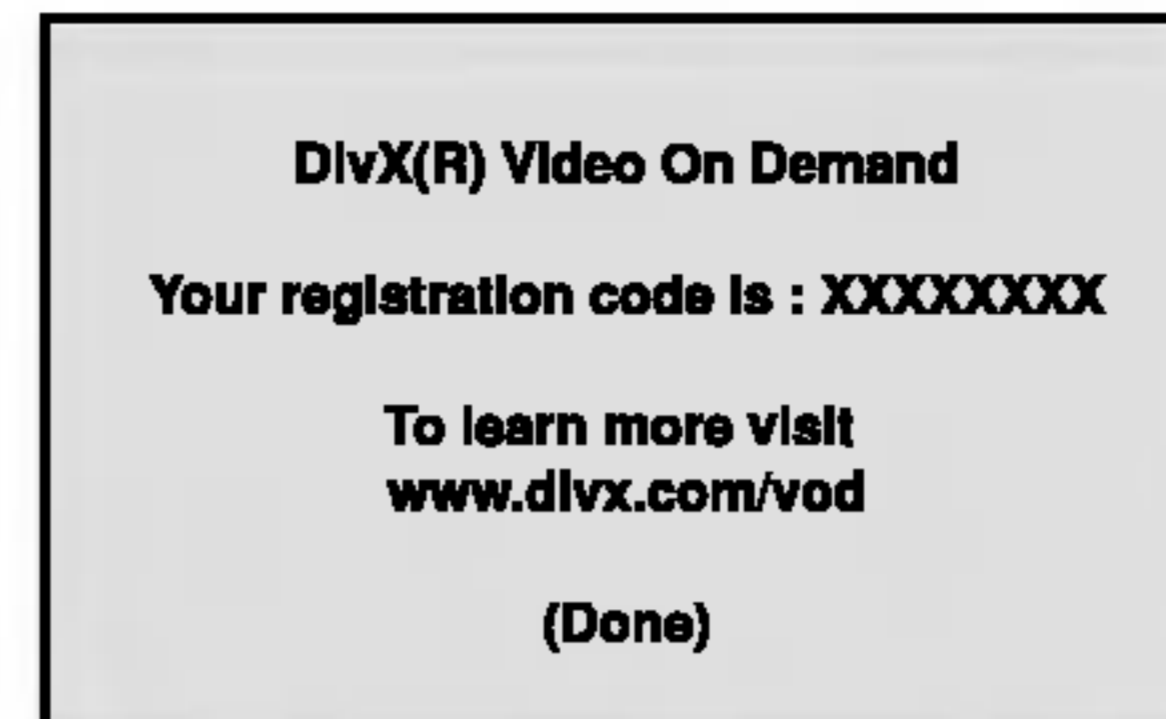 DivX(R) Video On Demand
Your registration code is : XXXXXXXX
To learn more visit
www.divx.com/vod
(Done)